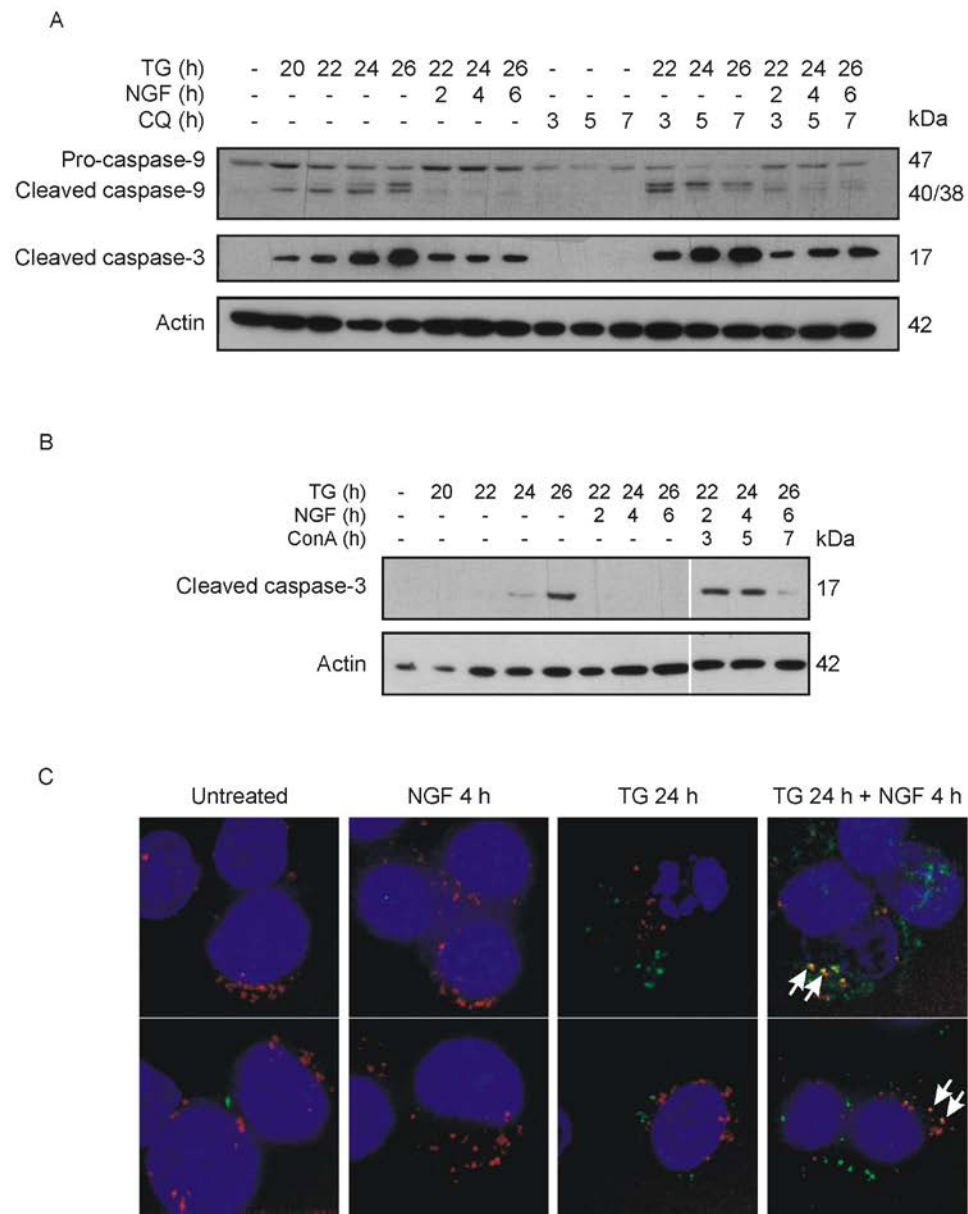 A
TG (h) - 20 22 24 26 22 24 26 - - - 22 24 26 22 24 26
NGF (h) - - - - - 2 4 6 - - - - - - 2 4 6
CQ (h) - - - - - - - - 3 5 7 3 5 7 3 5 7 kDa
Pro-caspase-9 47
Cleaved caspase-9 40/38
Cleaved caspase-3 17
Actin 42
B
TG (h) - 20 22 24 26 22 24 26 22 24 26
NGF (h) - - - - - 2 4 6 2 4 6
ConA (h) - - - - - - - - 3 5 7 kDa
Cleaved caspase-3 17
Actin 42
C
Untreated NGF 4 h TG 24 h TG 24 h + NGF 4 h